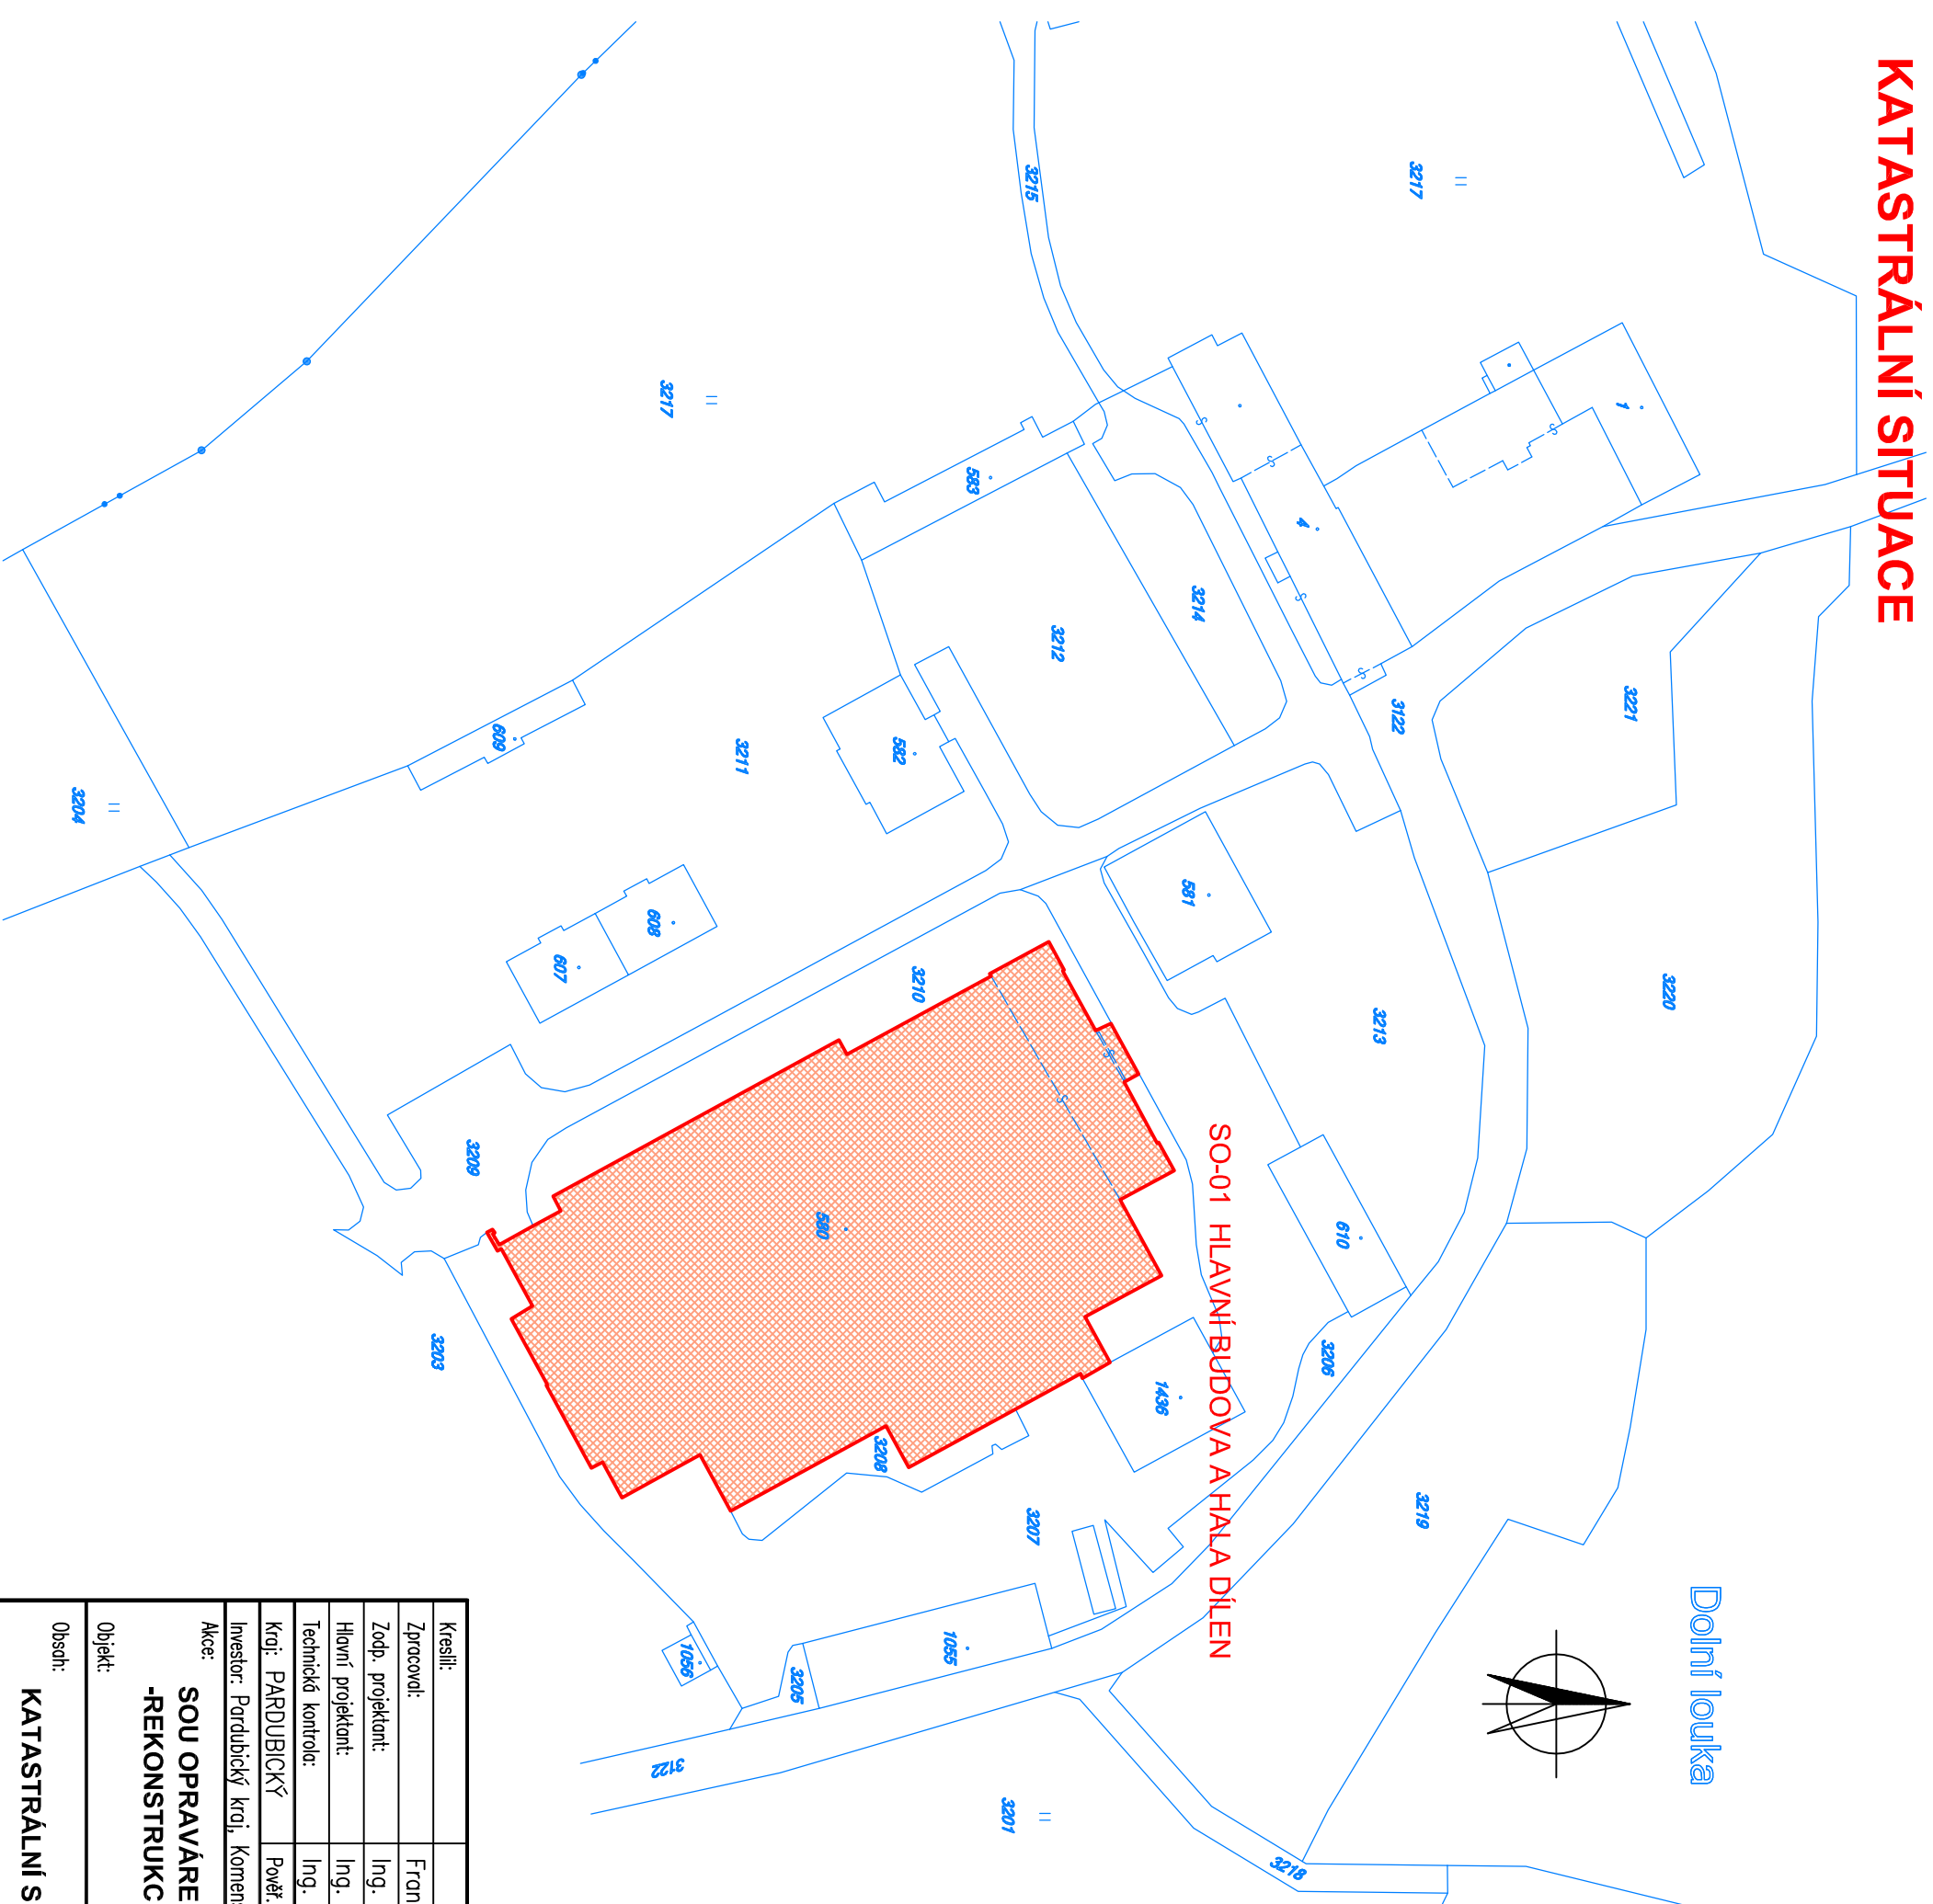 KATASTRÁLNÍ SITUACE
Dolní louka
3217
3215
1
3217
583
4
3214
3212
3122
3221
582
3211
609
3204
581
608
607
3210
3213
3220
SO-01 HLAVNÍ BUDOVA A HALA DÍLEN
3209
580
610
3203
3206
1436
3208
3207
3219
1055
1056
3205
3122
3201
3218
S
S
S
S
S
S
S
Kreslil:
Zpracoval: Fran
Zodp. projektant: Ing.
Hlavní projektant: Ing.
Technická kontrola: Ing.
Kraj: PARDUBICKÝ Pověř.
Investor: Pardubický kraj, Komens
Akce:
SOU OPRAVÁRE
-REKONSTRUKC
Objekt:
Obsah:
KATASTRÁLNÍ S